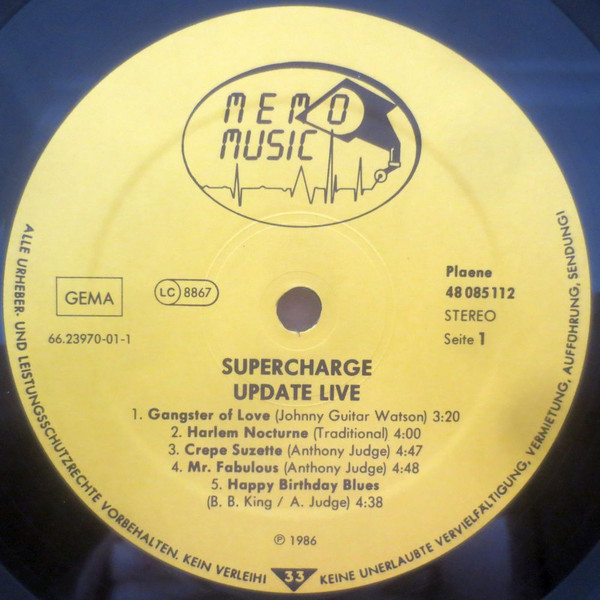 MEMO
MUSIC
GEMA
LC 8867
66.23970-01-1
Plaene
48 085 112
STEREO
Seite 1
SUPERCHARGE
UPDATE LIVE
1. Gangster of Love (Johnny Guitar Watson) 3:20
2. Harlem Nocturne (Traditional) 4:00
3. Crepe Suzette (Anthony Judge) 4:47
4. Mr. Fabulous (Anthony Judge) 4:48
5. Happy Birthday Blues
(B. B. King / A. Judge) 4:38
℗ 1986
ALLE URHEBER- UND LEISTUNGSSCHUTZRECHTE VORBEHALTEN. KEIN VERLEIH! KEINE UNERLAUBTE VERVIELFÄLTIGUNG, VERMIETUNG, AUFFÜHRUNG, SENDUNG!
33